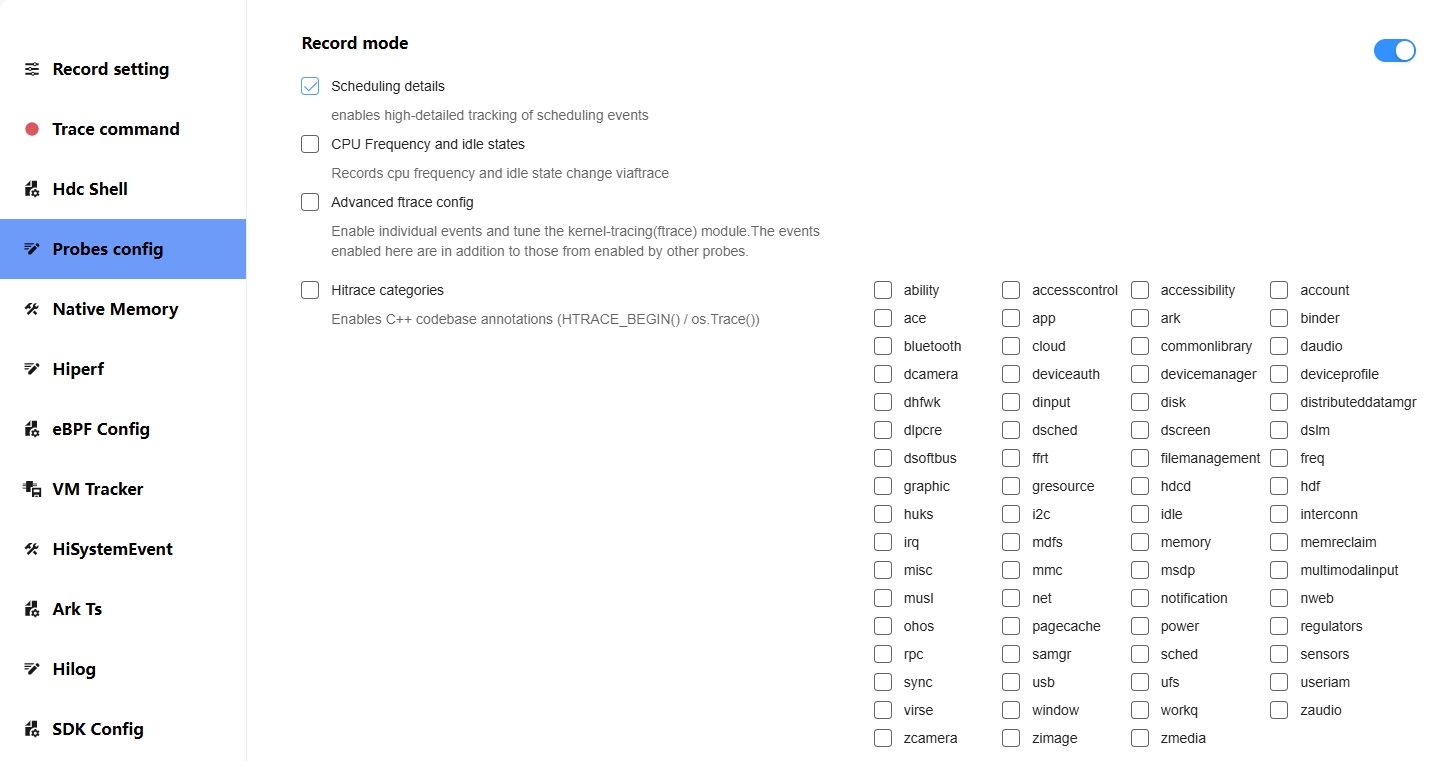 Record setting
Trace command
Hdc Shell
Probes config
Native Memory
Hiperf
eBPF Config
VM Tracker
HiSystemEvent
Ark Ts
Hilog
SDK Config
Record mode
Scheduling details
enables high-detailed tracking of scheduling events
CPU Frequency and idle states
Records cpu frequency and idle state change viaftrace
Advanced ftrace config
Enable individual events and tune the kernel-tracing(ftrace) module.The events
enabled here are in addition to those from enabled by other probes.
Hitrace categories
Enables C++ codebase annotations (HTRACE_BEGIN() / os.Trace())
ability accesscontrol accessibility account
ace app ark binder
bluetooth cloud commonlibrary daudio
dcamera deviceauth devicemanager deviceprofile
dhfwk dinput disk distributeddatamgr
dlpcre dsched dscreen dslm
dsoftbus ffrt filemanagement freq
graphic gresource hdcd hdf
huks i2c idle interconn
irq mdfs memory memreclaim
misc mmc msdp multimodalinput
musl net notification nweb
ohos pagecache power regulators
rpc samgr sched sensors
sync usb ufs useriam
virse window workq zaudio
zcamera zimage zmedia